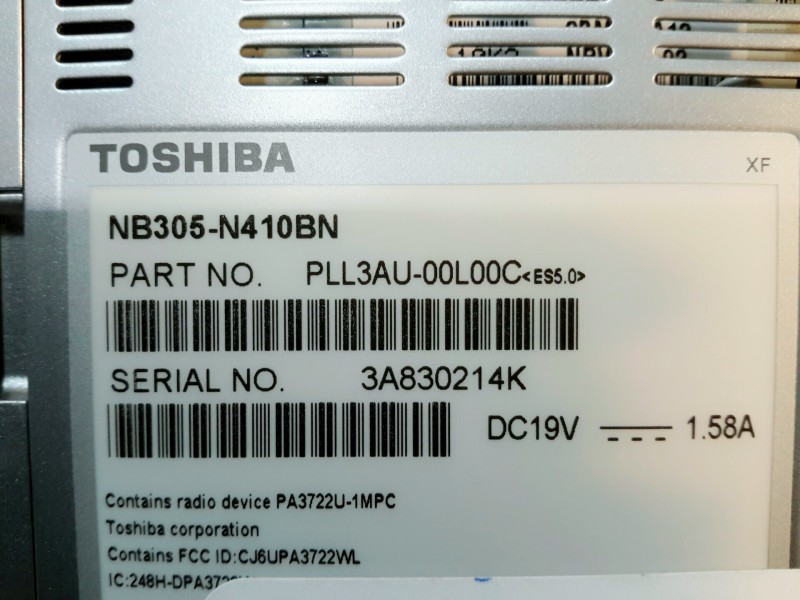 TOSHIBA
XF
NB305-N410BN
PART NO. PLL3AU-00L00C<ES5.0>
SERIAL NO. 3A830214K
DC19V 1.58A
Contains radio device PA3722U-1MPC
Toshiba corporation
Contains FCC ID:CJ6UPA3722WL